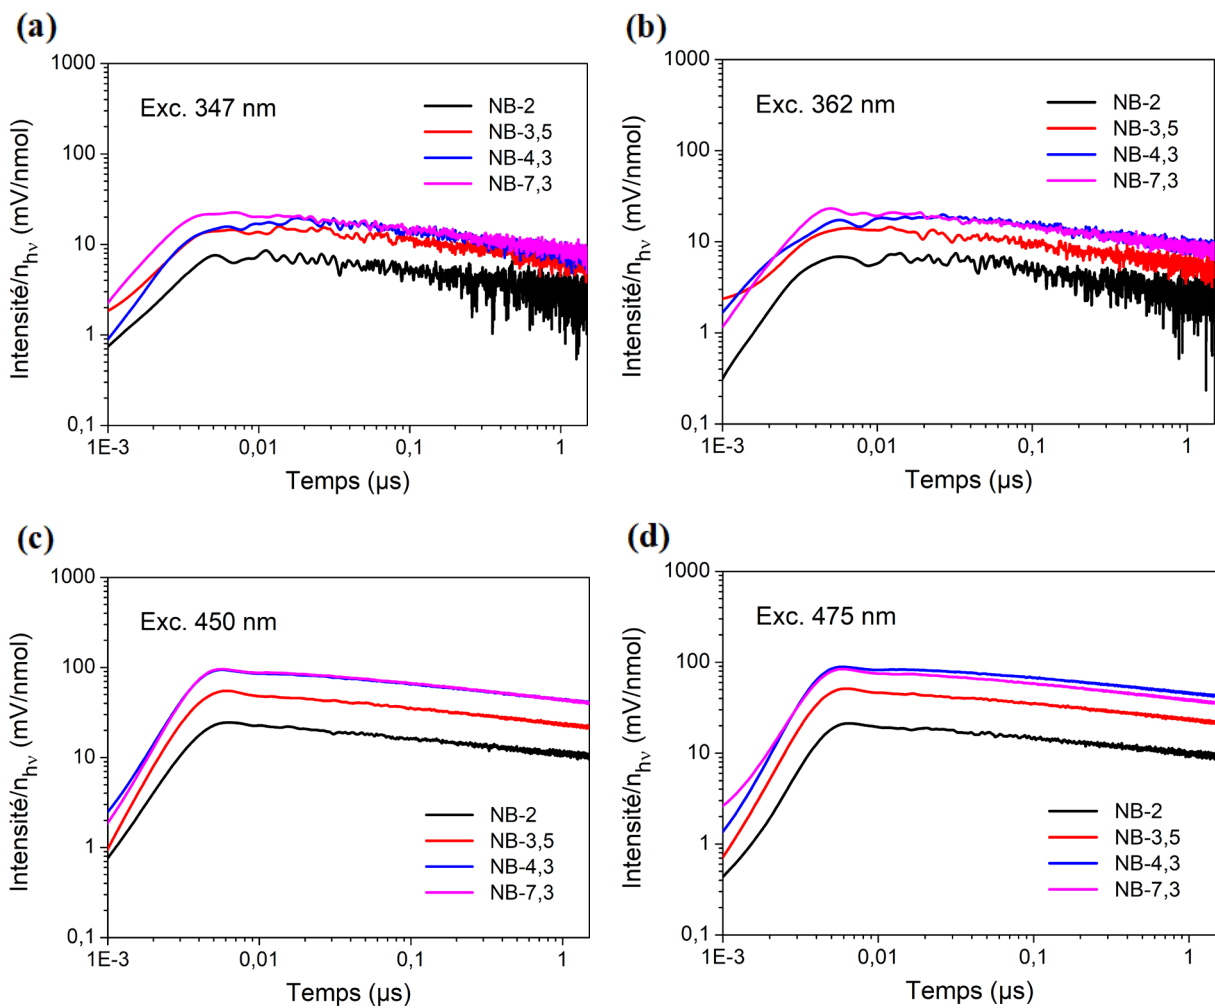 (a)
Exc. 347 nm
NB-2
NB-3,5
NB-4,3
NB-7,3
1000
100
10
1
0,1
1E-3
0,01
0,1
1
Intensité/nhν (mV/nmol)
Temps (µs)
(b)
Exc. 362 nm
NB-2
NB-3,5
NB-4,3
NB-7,3
1000
100
10
1
0,1
1E-3
0,01
0,1
1
Intensité/nhν (mV/nmol)
Temps (µs)
(c)
Exc. 450 nm
1000
100
10
1
0,1
NB-2
NB-3,5
NB-4,3
NB-7,3
1E-3
0,01
0,1
1
Intensité/nhν (mV/nmol)
Temps (µs)
(d)
Exc. 475 nm
1000
100
10
1
0,1
NB-2
NB-3,5
NB-4,3
NB-7,3
1E-3
0,01
0,1
1
Intensité/nhν (mV/nmol)
Temps (µs)